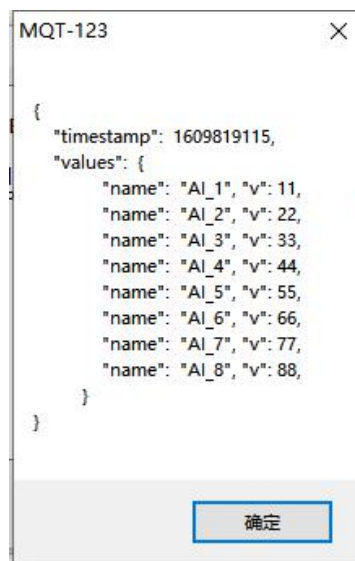 MQT-123
{
"timestamp": 1609819115,
"values": {
"name": "AI_1", "v": 11,
"name": "AI_2", "v": 22,
"name": "AI_3", "v": 33,
"name": "AI_4", "v": 44,
"name": "AI_5", "v": 55,
"name": "AI_6", "v": 66,
"name": "AI_7", "v": 77,
"name": "AI_8", "v": 88,
}
}
确定